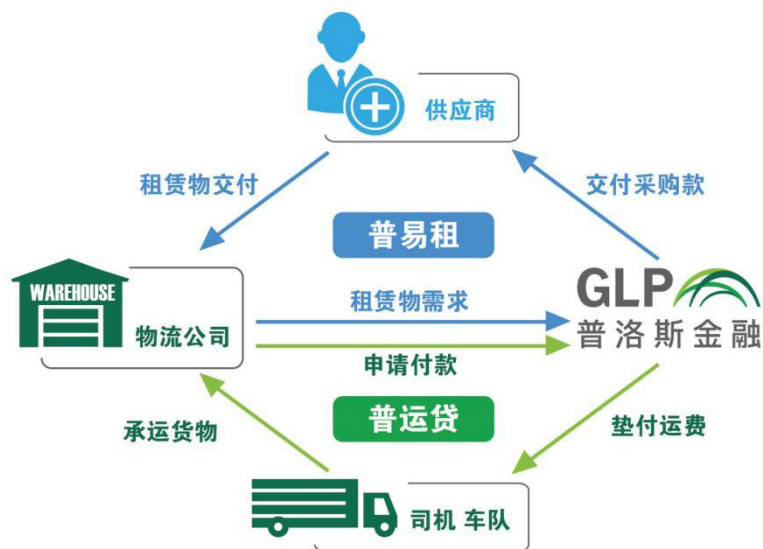 供应商
租赁物交付
交付采购款
普易租
WAREHOUSE
物流公司
租赁物需求
GLP
普洛斯金融
申请付款
普运贷
承运货物
垫付运费
司机 车队